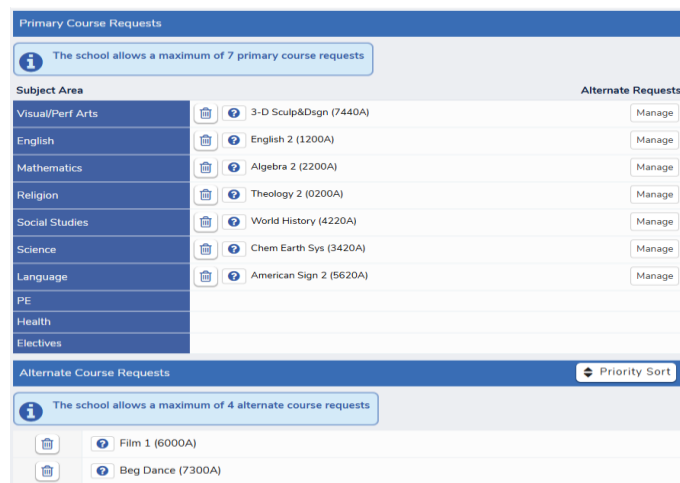 Primary Course Requests
The school allows a maximum of 7 primary course requests
Subject Area Alternate Requests
Visual/Perf Arts 3-D Sculp&Dsgn (7440A) Manage
English English 2 (1200A) Manage
Mathematics Algebra 2 (2200A) Manage
Religion Theology 2 (0200A) Manage
Social Studies World History (4220A) Manage
Science Chem Earth Sys (3420A) Manage
Language American Sign 2 (5620A) Manage
PE
Health
Electives
Alternate Course Requests Priority Sort
The school allows a maximum of 4 alternate course requests
Film 1 (6000A)
Beg Dance (7300A)